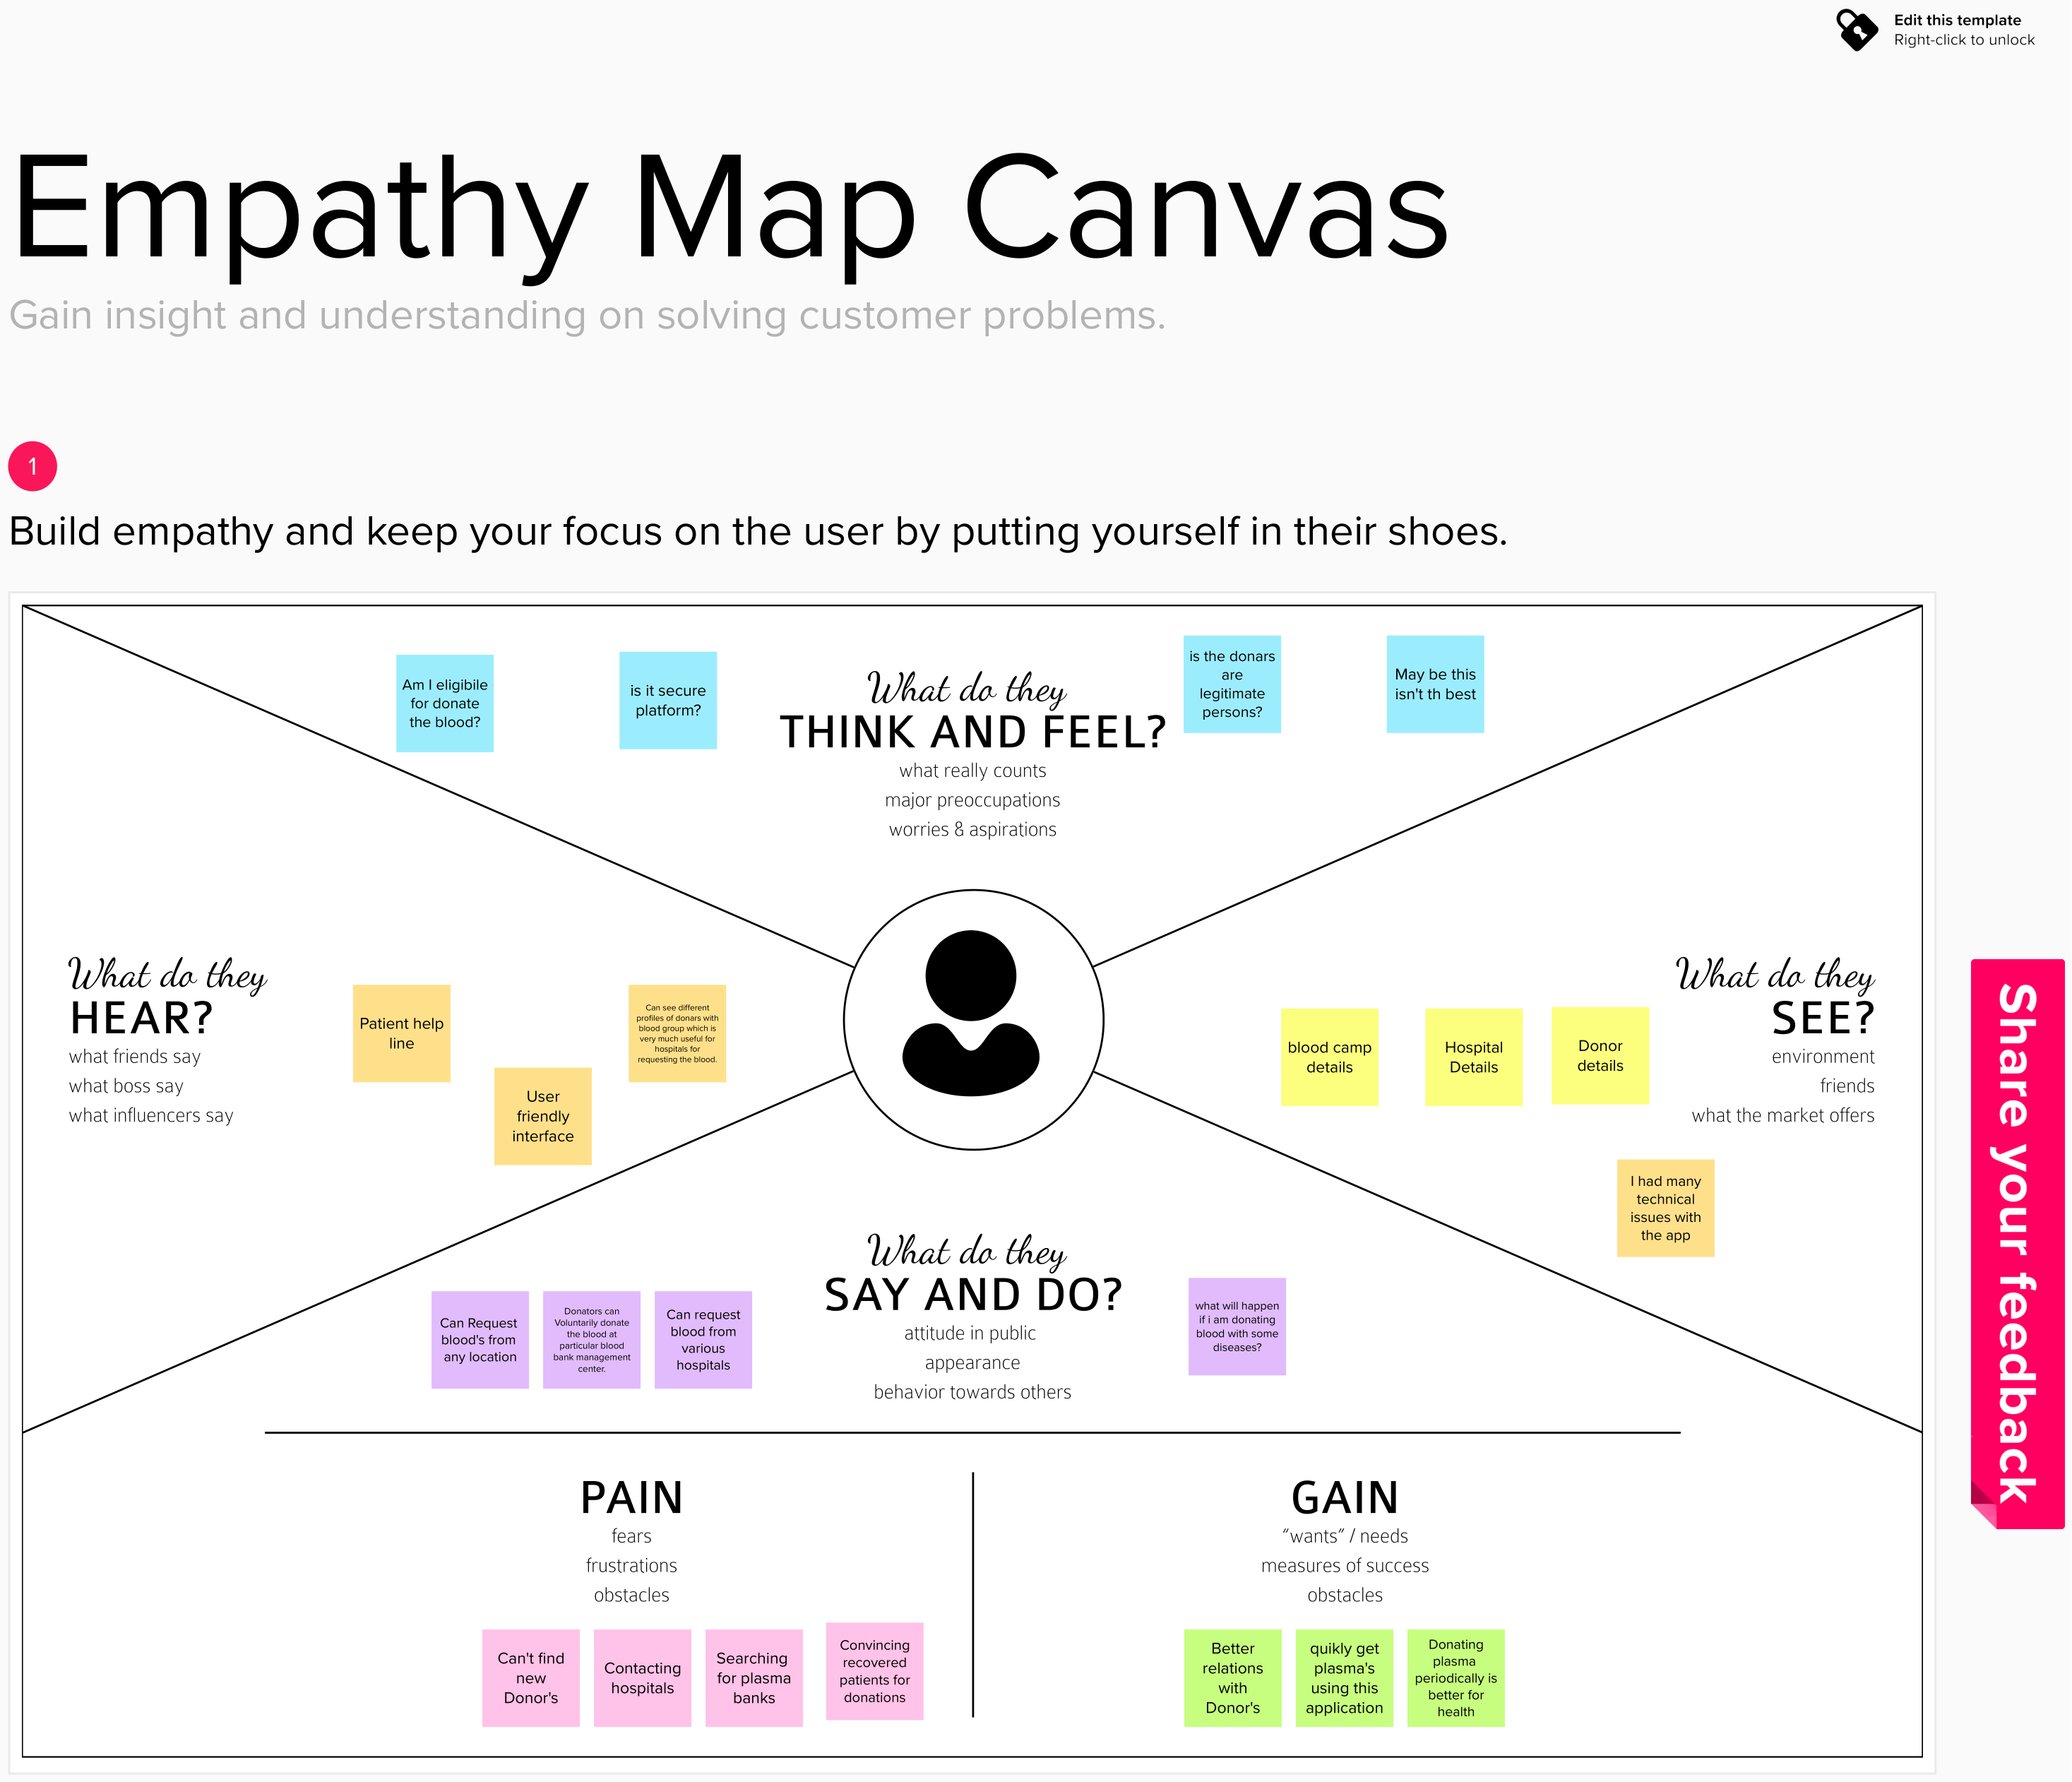 Edit this template
Right-click to unlock
Empathy Map Canvas
Gain insight and understanding on solving customer problems.
1
Build empathy and keep your focus on the user by putting yourself in their shoes.
Am I eligibile
for donate
the blood?
is it secure
platform?
What do they
THINK AND FEEL?
what really counts
major preoccupations
worries & aspirations
is the donars
are
legitimate
persons?
May be this
isn't th best
What do they
HEAR?
what friends say
what boss say
what influencers say
Patient help
line
User
friendly
interface
Can see different
profiles of donars with
blood group which is
very much useful for
hospitals for
requesting the blood.
blood camp
details
Hospital
Details
Donor
details
What do they
SEE?
environment
friends
what the market offers
I had many
technical
issues with
the app
Share your feedback
Can Request
blood's from
any location
Donators can
Voluntarily donate
the blood at
particular blood
bank management
center.
Can request
blood from
various
hospitals
What do they
SAY AND DO?
attitude in public
appearance
behavior towards others
what will happen
if i am donating
blood with some
diseases?
PAIN
fears
frustrations
obstacles
Can't find
new
Donor's
Contacting
hospitals
Searching
for plasma
banks
Convincing
recovered
patients for
donations
GAIN
“wants” / needs
measures of success
obstacles
Better
relations
with
Donor's
quikly get
plasma's
using this
application
Donating
plasma
periodically is
better for
health